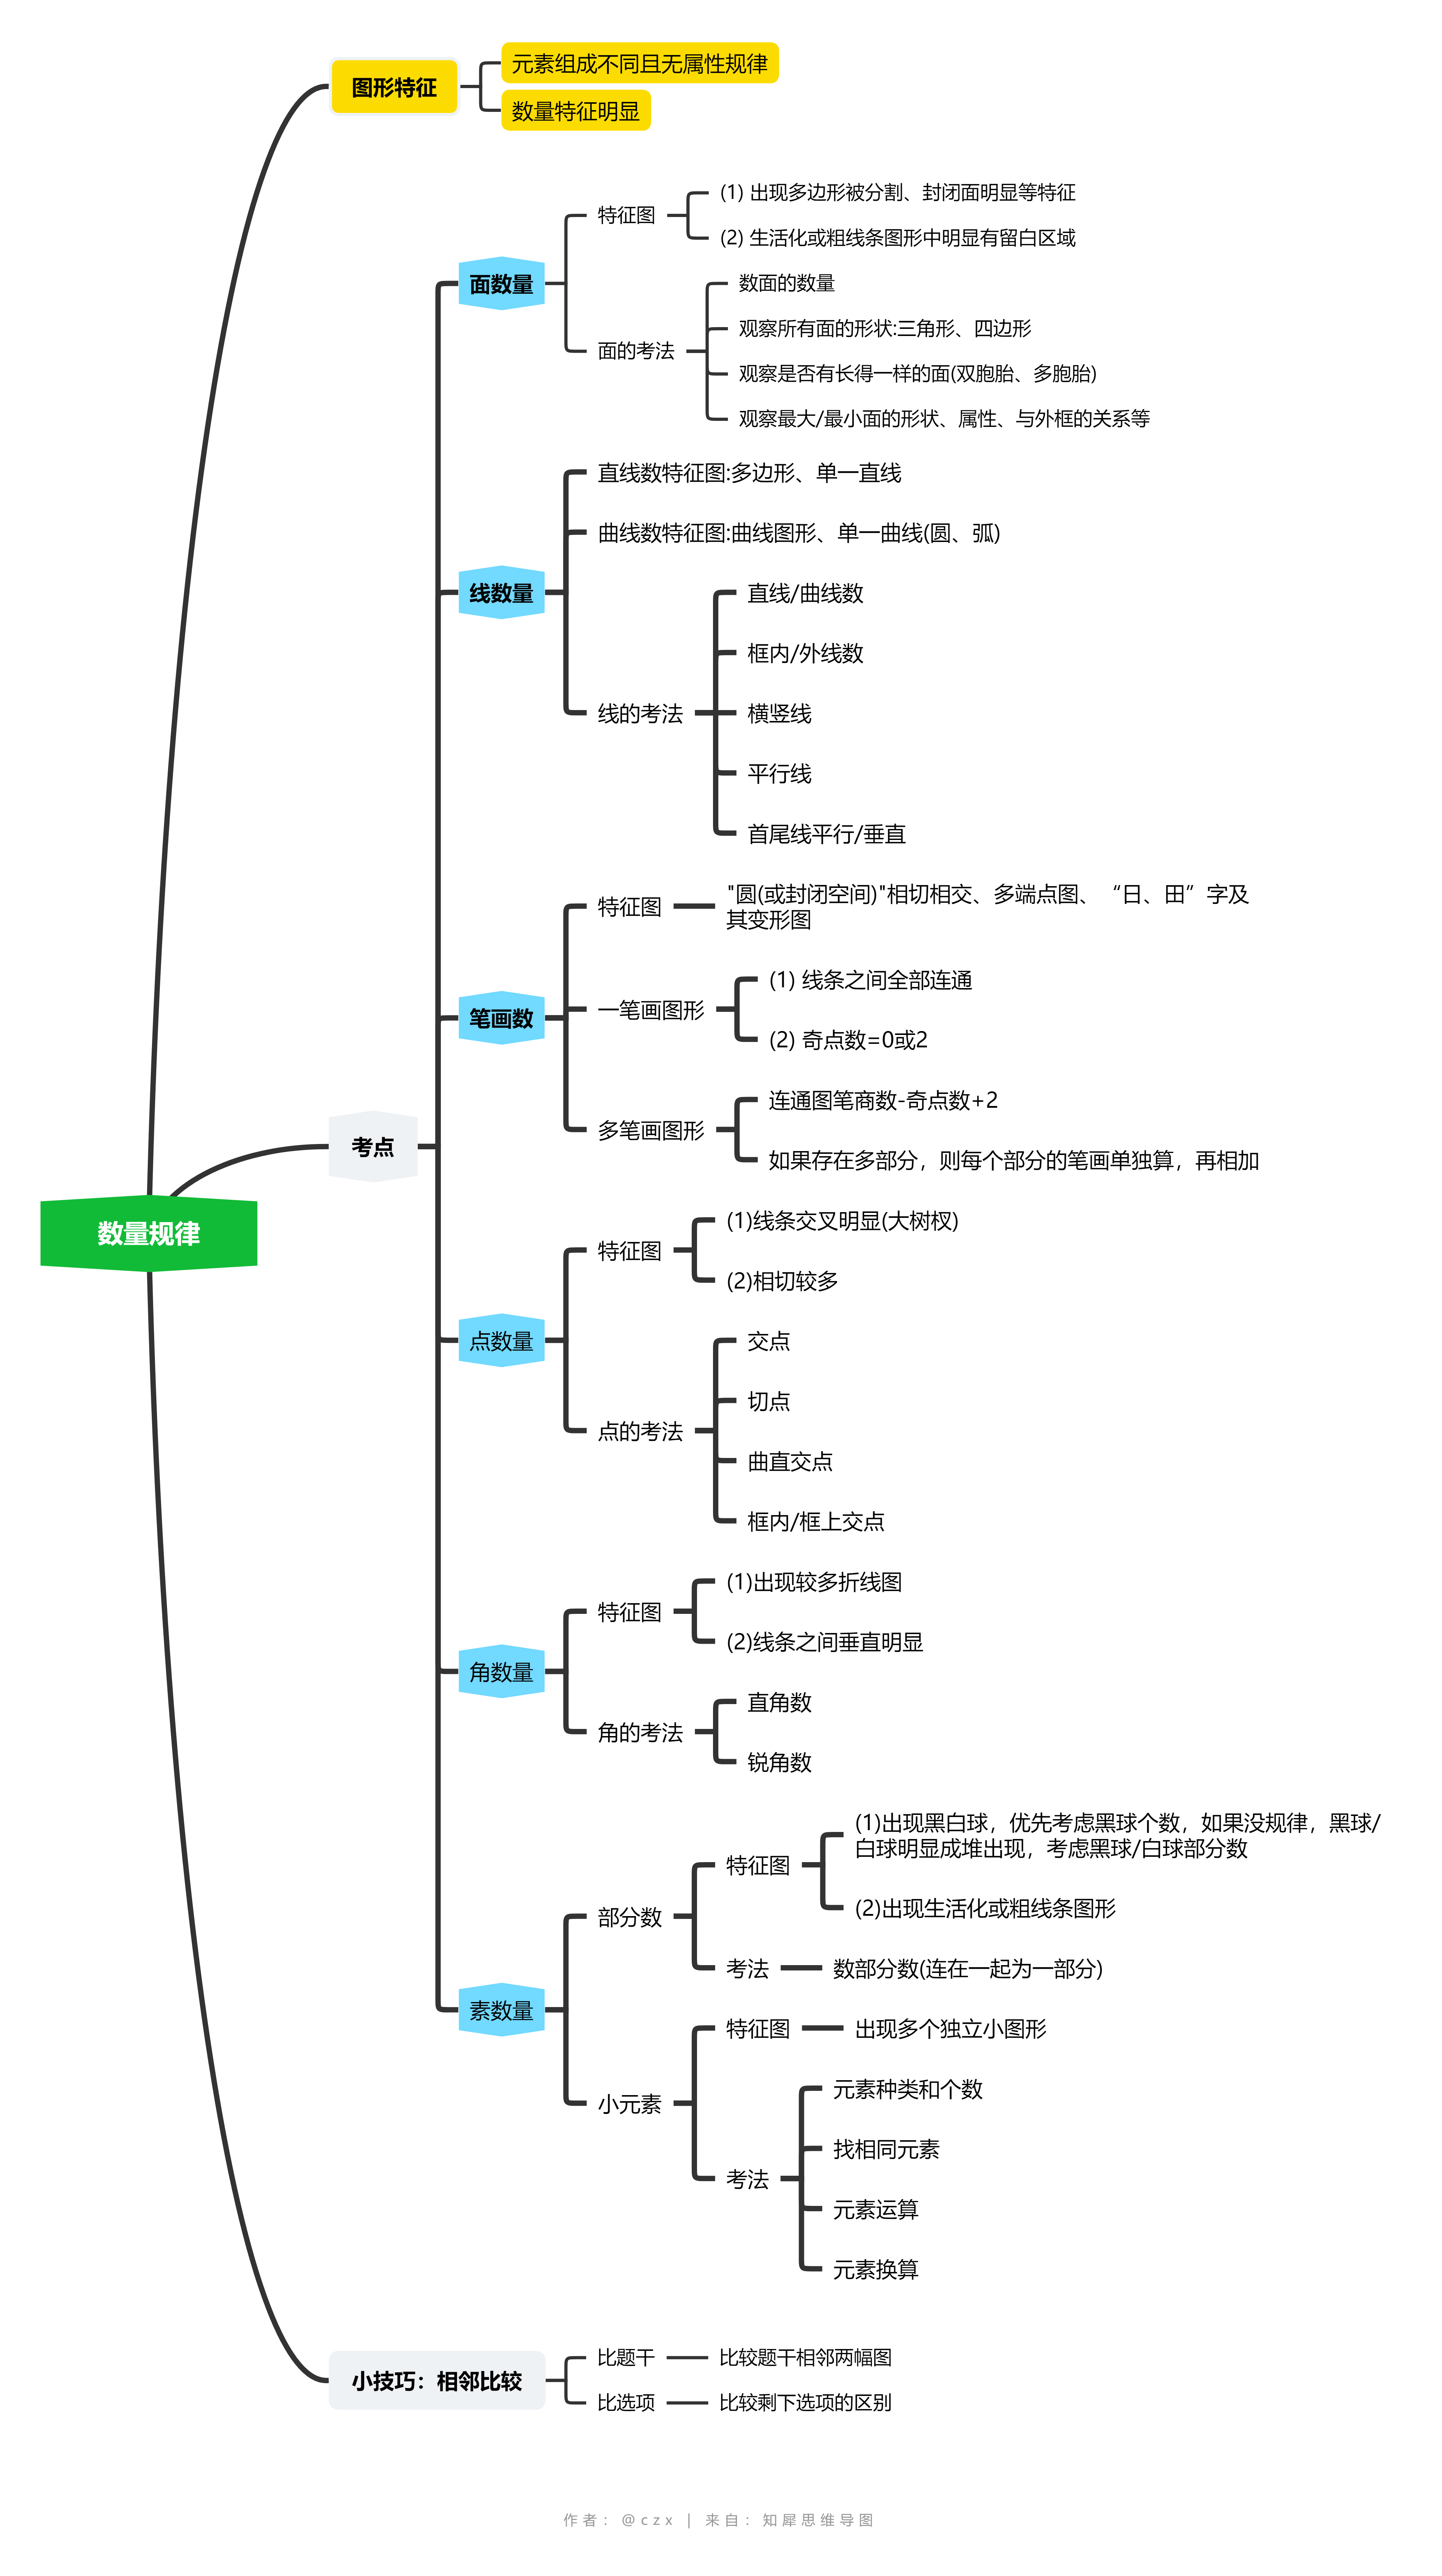 图形特征
元素组成不同且无属性规律
数量特征明显
面数量
特征图
(1) 出现多边形被分割、封闭面明显等特征
(2) 生活化或粗线条图形中明显有留白区域
面的考法
数面的数量
观察所有面的形状:三角形、四边形
观察是否有长得一样的面(双胞胎、多胞胎)
观察最大/最小面的形状、属性、与外框的关系等
线数量
直线数特征图:多边形、单一直线
曲线数特征图:曲线图形、单一曲线(圆、弧)
线的考法
直线/曲线数
框内/外线数
横竖线
平行线
首尾线平行/垂直
笔画数
特征图
"圆(或封闭空间)"相切相交、多端点图、“日、田”字及
其变形图
一笔画图形
(1) 线条之间全部连通
(2) 奇点数=0或2
多笔画图形
连通图笔商数-奇点数+2
如果存在多部分，则每个部分的笔画单独算，再相加
考点
数量规律
点数量
特征图
(1)线条交叉明显(大树杈)
(2)相切较多
点的考法
交点
切点
曲直交点
框内/框上交点
角数量
特征图
(1)出现较多折线图
(2)线条之间垂直明显
角的考法
直角数
锐角数
素数量
部分数
特征图
(1)出现黑白球，优先考虑黑球个数，如果没规律，黑球/
白球明显成堆出现，考虑黑球/白球部分数
(2)出现生活化或粗线条图形
考法
数部分数(连在一起为一部分)
小元素
特征图
出现多个独立小图形
考法
元素种类和个数
找相同元素
元素运算
元素换算
小技巧：相邻比较
比题干
比较题干相邻两幅图
比选项
比较剩下选项的区别
作者：@czx | 来自：知犀思维导图